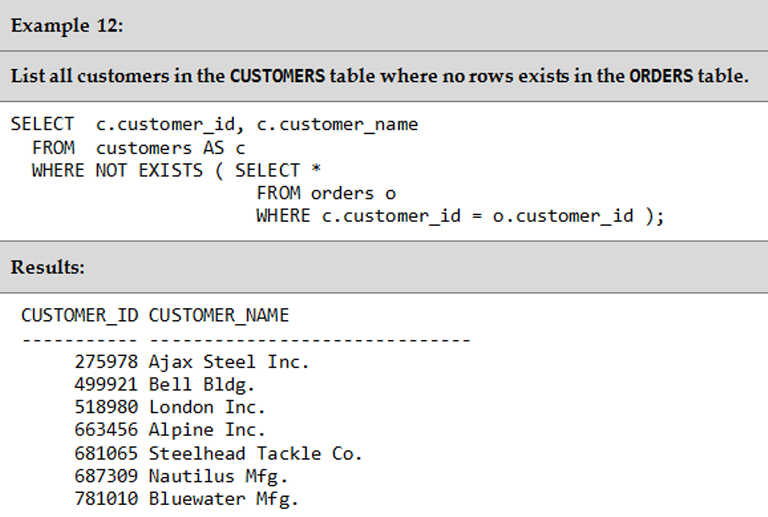 Example 12:
List all customers in the CUSTOMERS table where no rows exists in the ORDERS table.
SELECT  c.customer_id, c.customer_name
  FROM  customers AS c
  WHERE NOT EXISTS ( SELECT *
                       FROM orders o
                       WHERE c.customer_id = o.customer_id );
Results:
 CUSTOMER_ID CUSTOMER_NAME
 ----------- ------------------------------
      275978 Ajax Steel Inc.
      499921 Bell Bldg.
      518980 London Inc.
      663456 Alpine Inc.
      681065 Steelhead Tackle Co.
      687309 Nautilus Mfg.
      781010 Bluewater Mfg.